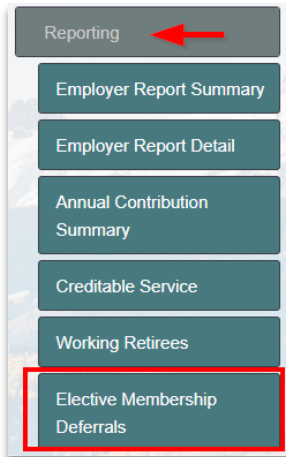 Reporting
Employer Report Summary
Employer Report Detail
Annual Contribution
Summary
Creditable Service
Working Retirees
Elective Membership
Deferrals